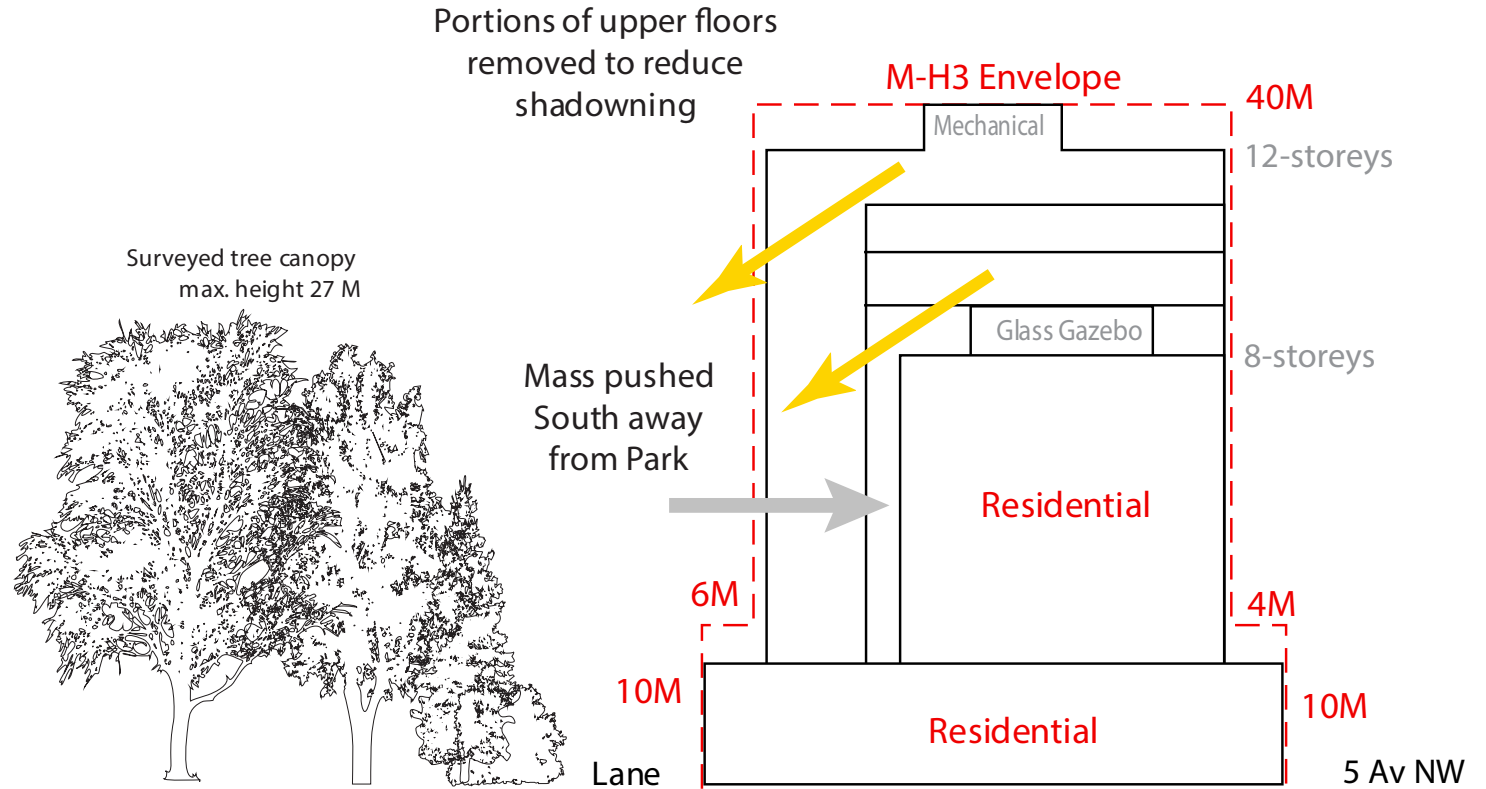 Portions of upper floors
removed to reduce
shadowning
M-H3 Envelope
40M
Mechanical
12-storeys
Surveyed tree canopy
max. height 27 M
Glass Gazebo
8-storeys
Mass pushed
South away
from Park
Residential
6M
4M
10M
10M
Residential
Lane
5 Av NW